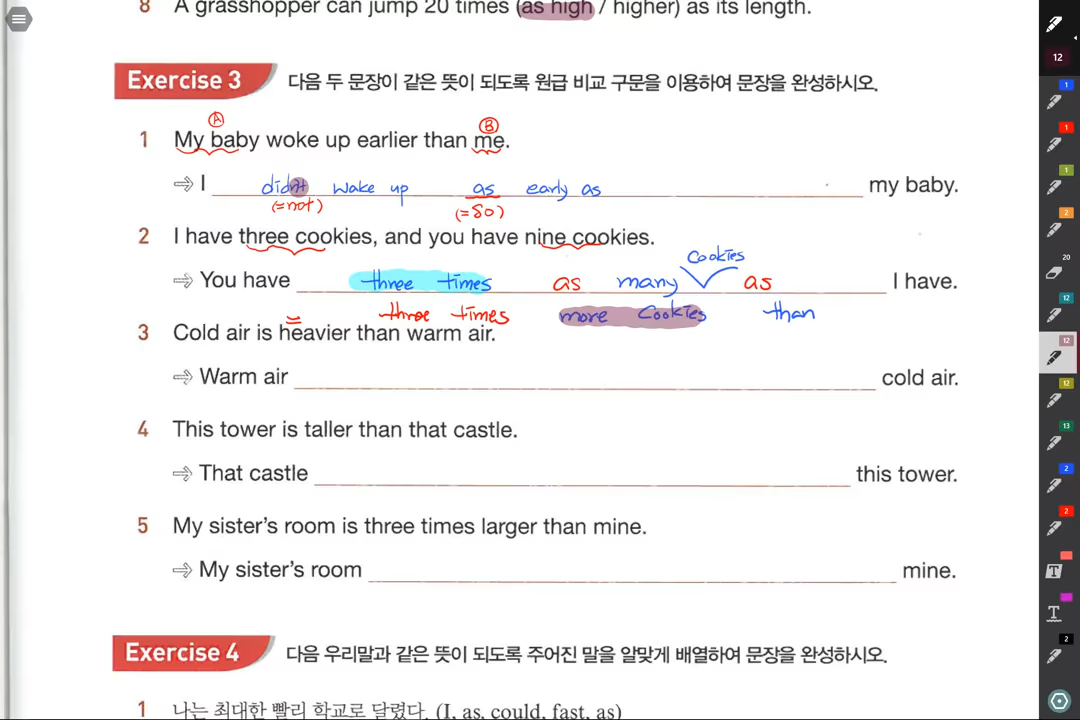 8 A grasshopper can jump 20 times (as high / higher) as its length.
Exercise 3 다음 두 문장이 같은 뜻이 되도록 원급 비교 구문을 이용하여 문장을 완성하시오.
Ⓐ Ⓑ
1 My baby woke up earlier than me.
⇨ I didn't wake up as early as my baby.
(=not) (=so)
2 I have three cookies, and you have nine cookies.
cookies
⇨ You have three times as many as I have.
three times more cookies than
3 Cold air is heavier than warm air.
⇨ Warm air cold air.
4 This tower is taller than that castle.
⇨ That castle this tower.
5 My sister's room is three times larger than mine.
⇨ My sister's room mine.
Exercise 4 다음 우리말과 같은 뜻이 되도록 주어진 말을 알맞게 배열하여 문장을 완성하시오.
1 나는 최대한 빨리 학교로 달렸다. (I, as, could, fast, as)
12
1
1
1
2
20
12
12
12
13
2
2
T
T
2